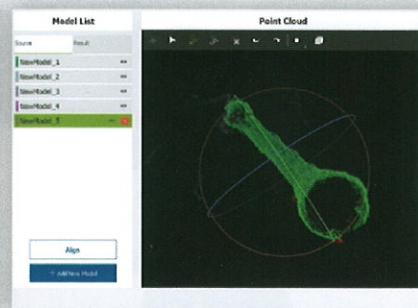 Model List
Point Cloud
Source
Result
NewModel_1
NewModel_2
NewModel_3
NewModel_4
NewModel_5
Align
+ Add New Model